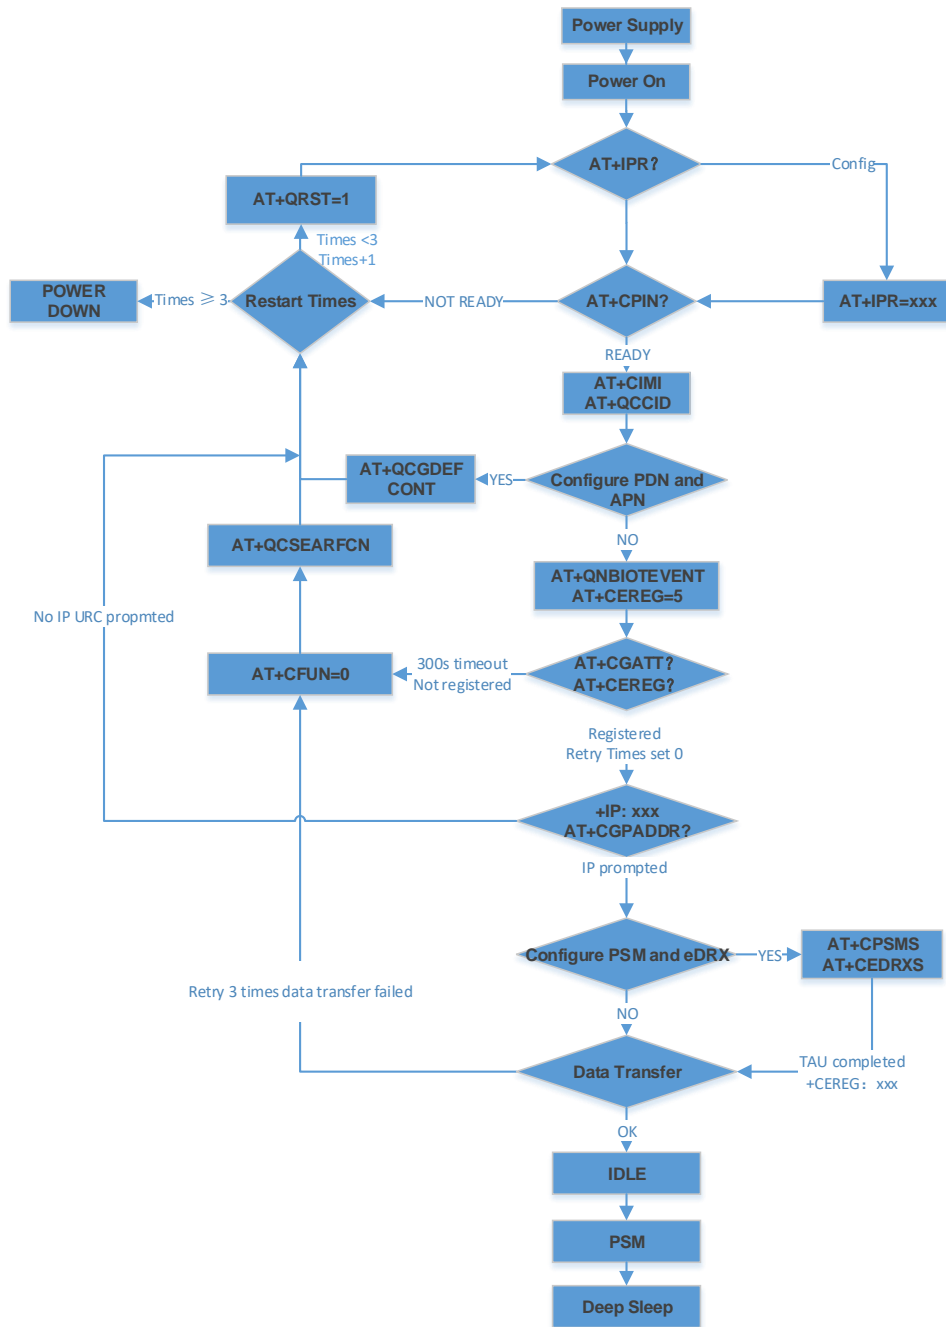 Power Supply
Power On
AT+IPR?
Config
AT+QRST=1
Times <3
Times+1
POWER
DOWN
Times ≥ 3
Restart Times
NOT READY
AT+CPIN?
AT+IPR=xxx
READY
AT+CIMI
AT+QCCID
AT+QCGDEF
CONT
YES
Configure PDN and
APN
AT+QCSEARFCN
NO
AT+QNBIOTEVENT
AT+CEREG=5
No IP URC propmted
AT+CFUN=0
300s timeout
Not registered
AT+CGATT?
AT+CEREG?
Registered
Retry Times set 0
+IP: xxx
AT+CGPADDR?
IP prompted
Configure PSM and eDRX
YES
AT+CPSMS
AT+CEDRXS
Retry 3 times data transfer failed
NO
Data Transfer
TAU completed
+CEREG：xxx
OK
IDLE
PSM
Deep Sleep